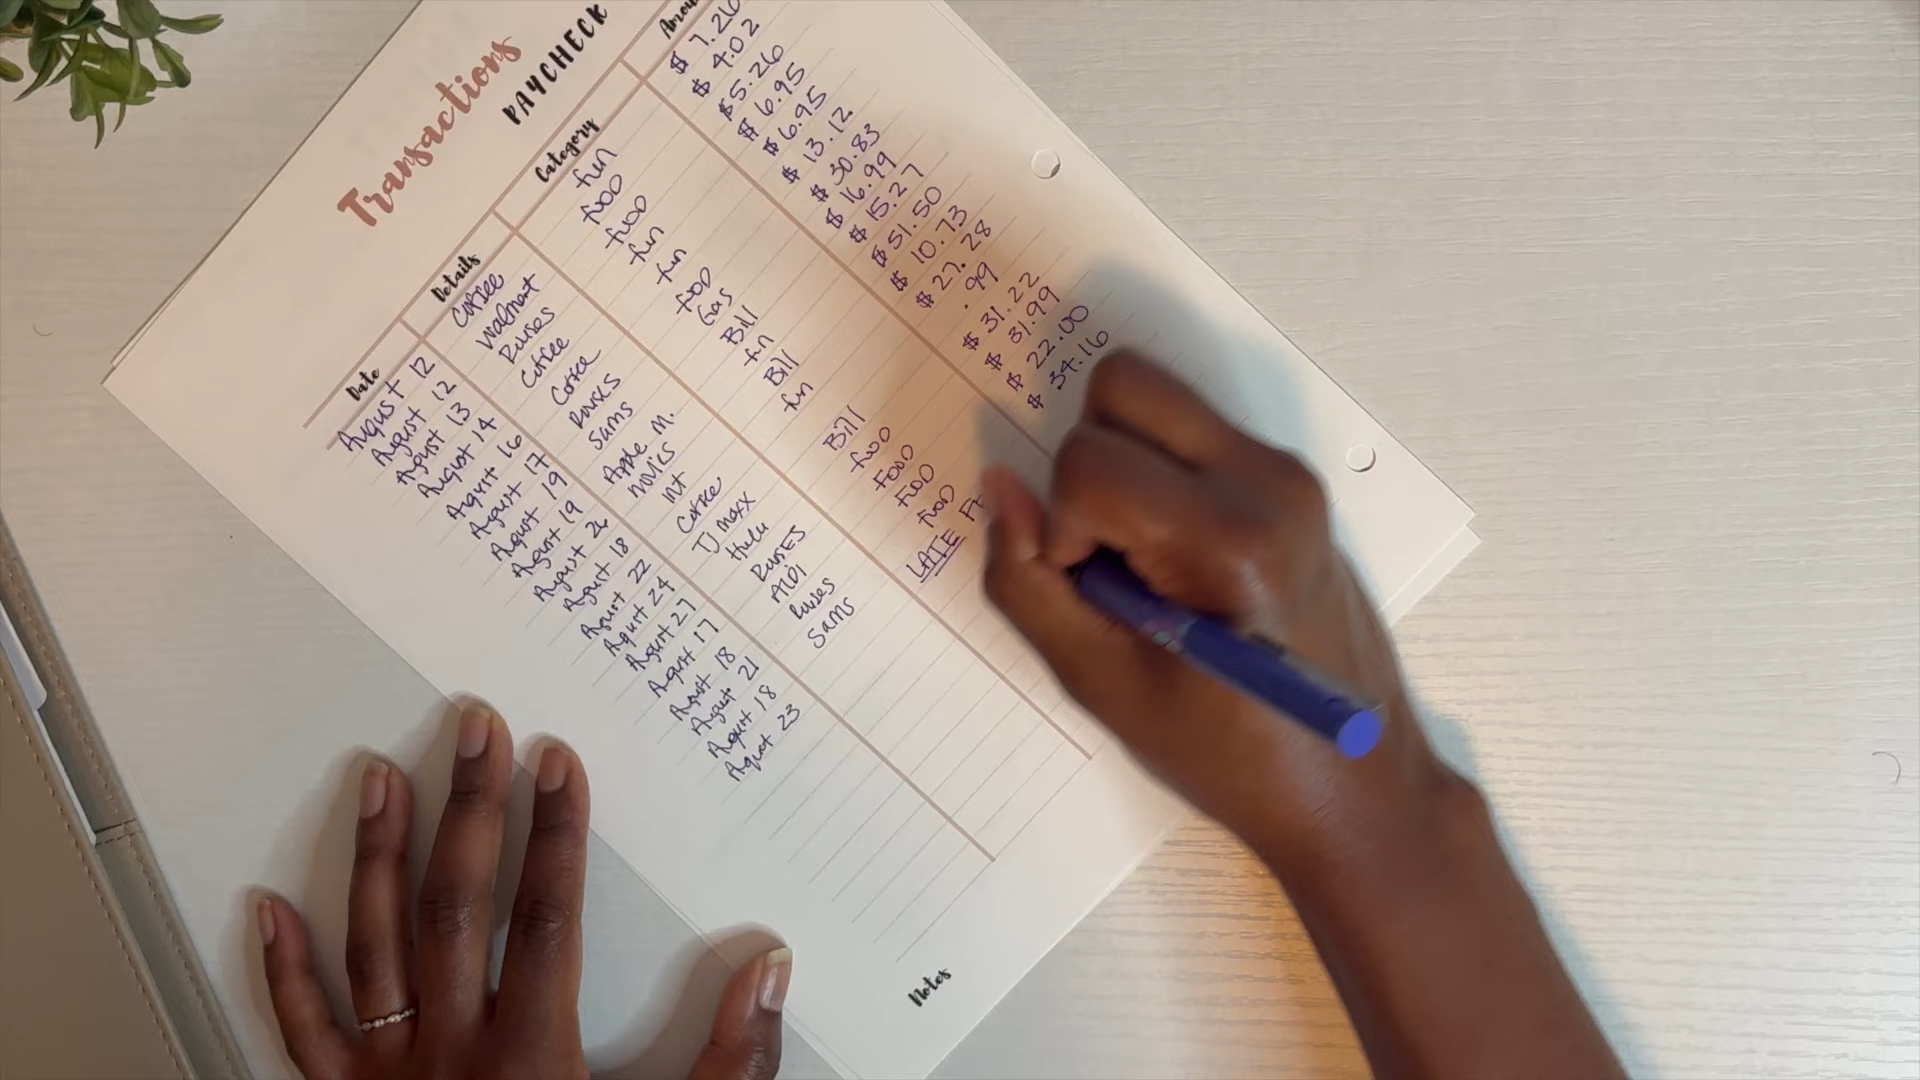 Transactions
PAYCHECK
Date Details Category
August 12 Coffee fun $ 7.26
August 12 Walmart food $ 4.02
August 13 Rouses food $5.26
August 14 Coffee fun $ 6.95
August 16 Coffee fun $6.95
August 17 Rouses food $ 13.12
August 19 Sams Gas $ 30.83
August 19 Apple M. Bill $ 16.99
August 26 Movies fun $ 15.27
August 18 Int Bill $51.50
August 22 Coffee fun $ 10.73
August 24 TJ Maxx $ 27.28
August 27 Hulu Bill .99
August 17 Rouses food $ 31.22
August 18 Aldi Food $ 31.99
August 21 Rouses Food $ 22.00
August 18 Sams food $ 34.16
August 23 LATE
Notes